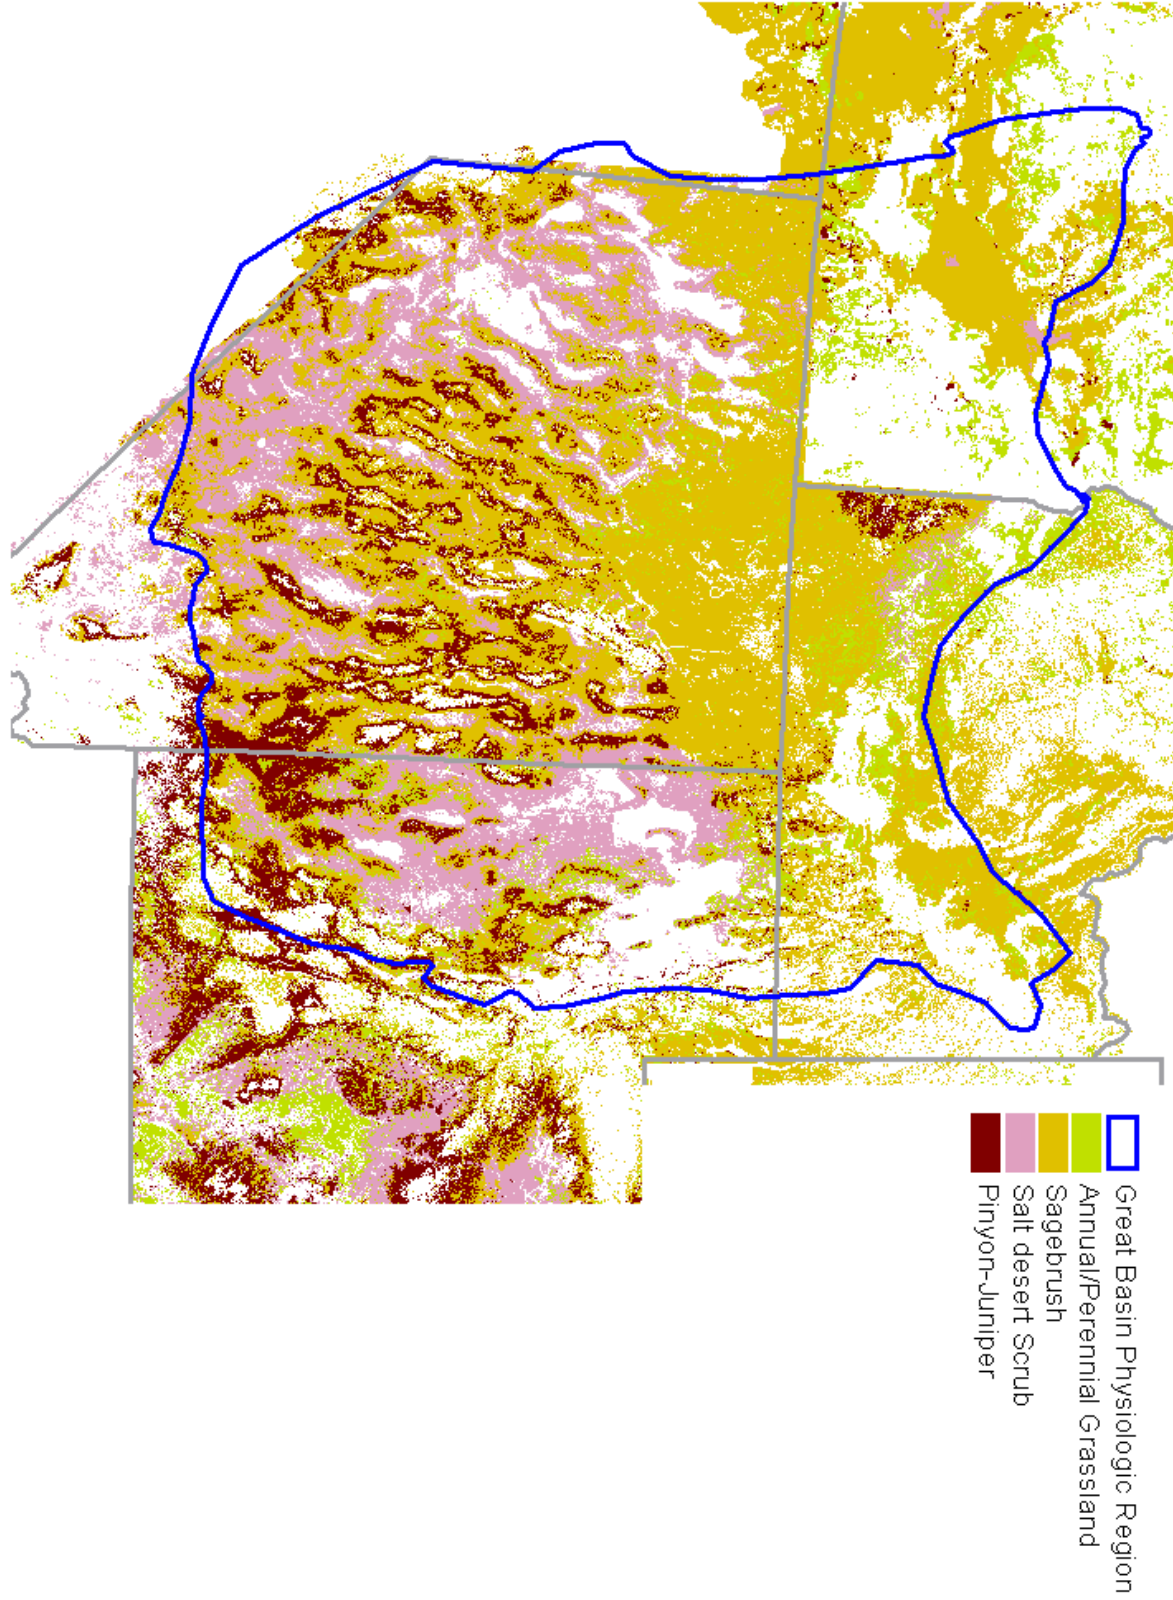 Great Basin Physiologic Region
Annual/Perennial Grassland
Sagebrush
Salt desert Scrub
Pinyon-Juniper